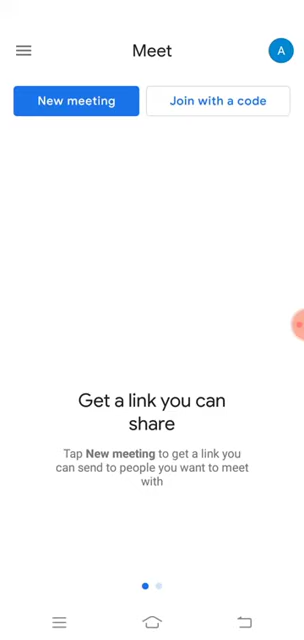 Meet
A
New meeting
Join with a code
Get a link you can
share
Tap New meeting to get a link you
can send to people you want to meet
with